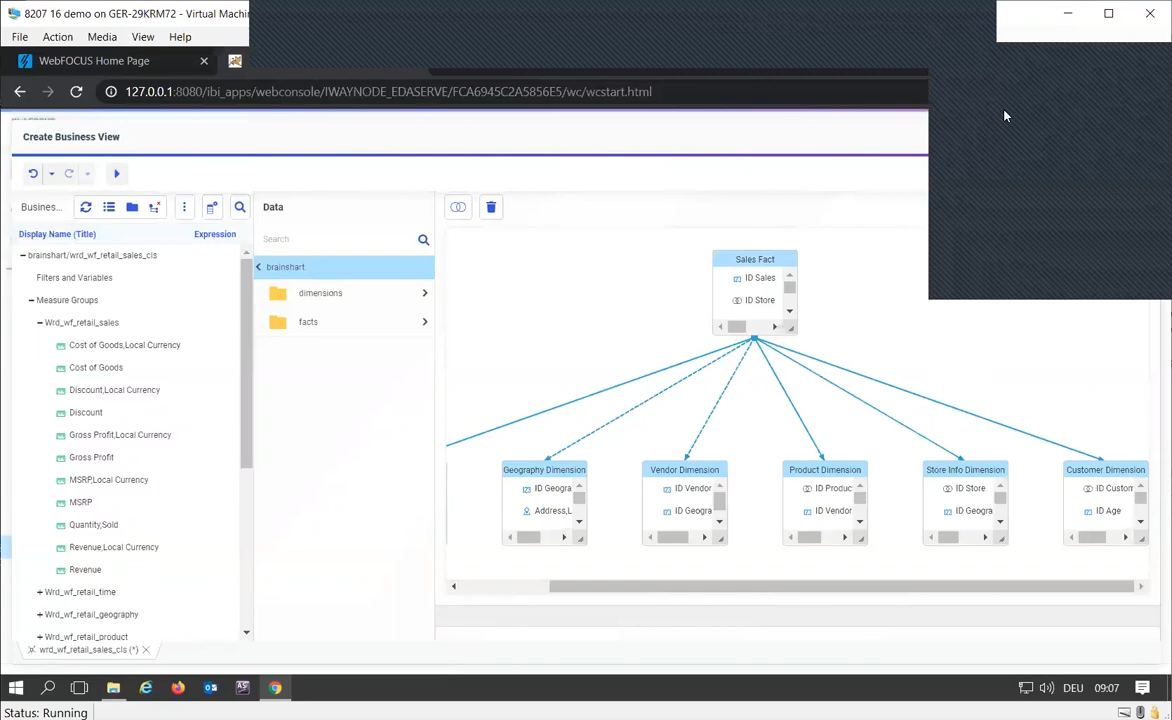 8207 16 demo on GER-29KRM72 - Virtual Machi
File Action Media View Help
WebFOCUS Home Page
127.0.0.1:8080/ibi_apps/webconsole/IWAYNODE_EDASERVE/FCA6945C2A5856E5/wc/wcstart.html
Create Business View
Busines...
Data
Display Name (Title) Expression
Search
brainshart/wrd_wf_retail_sales_cls
brainshart
Filters and Variables
dimensions
Measure Groups
facts
Wrd_wf_retail_sales
Cost of Goods,Local Currency
Cost of Goods
Discount,Local Currency
Discount
Gross Profit,Local Currency
Gross Profit
MSRP,Local Currency
MSRP
Quantity,Sold
Revenue,Local Currency
Revenue
Wrd_wf_retail_time
Wrd_wf_retail_geography
Wrd_wf_retail_product
wrd_wf_retail_sales_cls (*)
Sales Fact
ID Sales
ID Store
Geography Dimension
ID Geogra
Address,L
Vendor Dimension
ID Vendor
ID Geogra
Product Dimension
ID Produc
ID Vendor
Store Info Dimension
ID Store
ID Geogra
Customer Dimension
ID Custom
ID Age
DEU 09:07
Status: Running